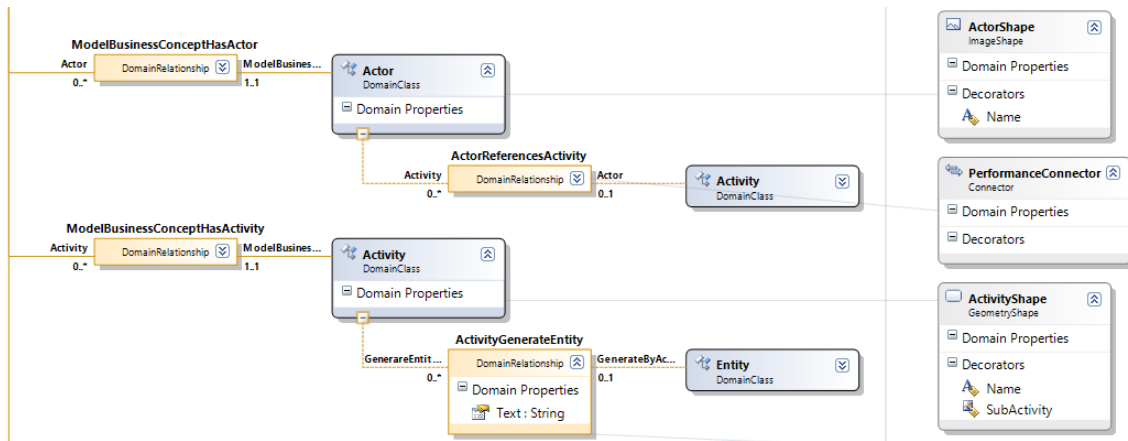 ModelBusinessConceptHasActor
Actor
DomainRelationship
ModelBusines...
0..*
1..1
Actor
DomainClass
Domain Properties
ActorShape
ImageShape
Domain Properties
Decorators
Name
ActorReferencesActivity
Activity
DomainRelationship
Actor
0..*
0..1
Activity
DomainClass
PerformanceConnector
Connector
Domain Properties
Decorators
ModelBusinessConceptHasActivity
Activity
DomainRelationship
ModelBusines...
0..*
1..1
Activity
DomainClass
Domain Properties
ActivityShape
GeometryShape
Domain Properties
Decorators
Name
SubActivity
ActivityGenerateEntity
GenerareEntit...
DomainRelationship
GenerateByAc...
0..*
0..1
Domain Properties
Text : String
Entity
DomainClass